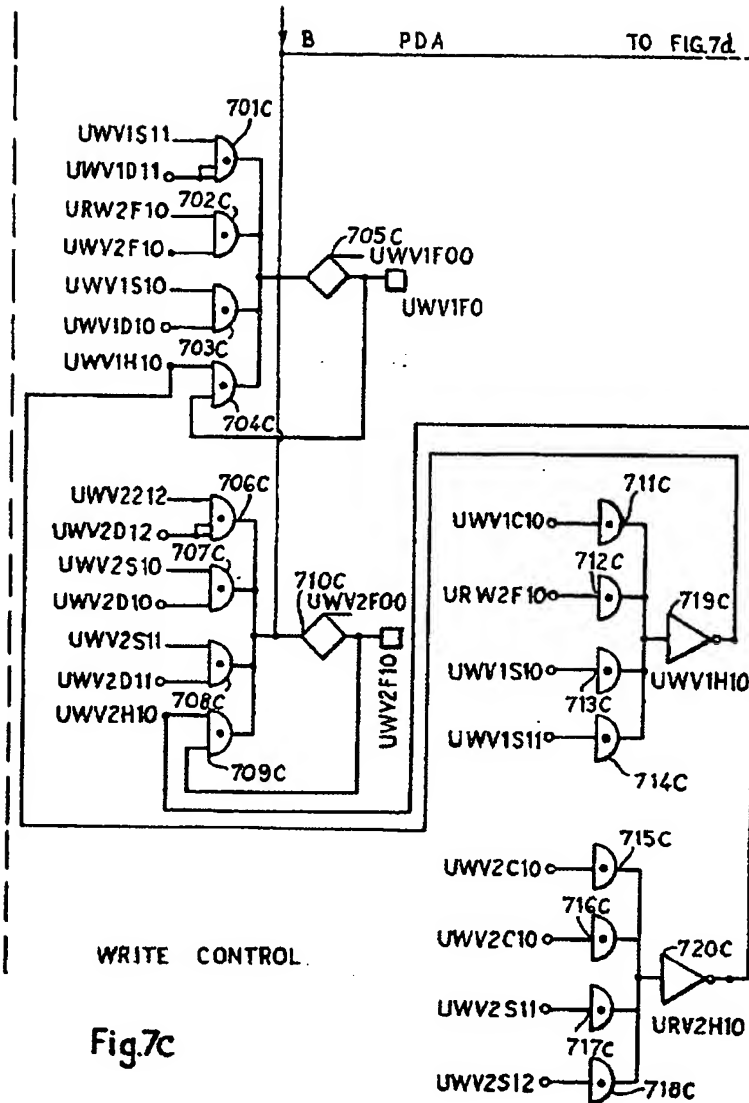 B PDA TO FIG.7d
701C
UWV1S11
UWV1D11
702C
URW2F10
UWV2F10
705C
UWV1F00
UWV1S10
UWV1F0
UWV1D10
703C
UWV1H10
704C
UWV2212
706C
UWV2D12
707C
UWV2S10
710C
UWV2F00
UWV2D10
UWV2S11
UWV2F10
UWV2D11
708C
UWV2H10
709C
711C
UWV1C10
712C
URW2F10
719C
UWV1S10
UWV1H10
713C
UWV1S11
714C
715C
UWV2C10
716C
UWV2C10
720C
UWV2S11
URV2H10
717C
UWV2S12
718C
WRITE CONTROL
Fig.7c